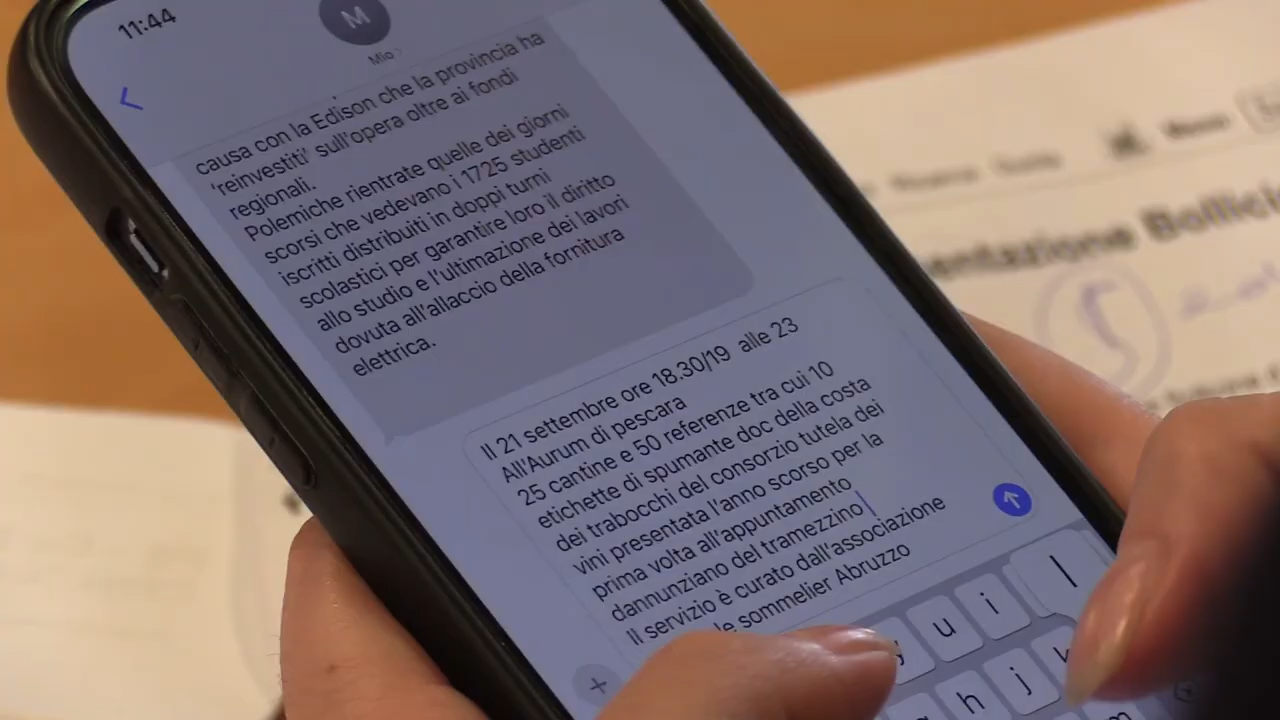 11:44
M
Mio
causa con la Edison che la provincia ha
'reinvestiti' sull'opera oltre ai fondi
regionali.
Polemiche rientrate quelle dei giorni
scorsi che vedevano i 1725 studenti
iscritti distribuiti in doppi turni
scolastici per garantire loro il diritto
allo studio e l'ultimazione dei lavori
dovuta all'allaccio della fornitura
elettrica.
Il 21 settembre ore 18.30/19 alle 23
All'Aurum di pescara
25 cantine e 50 referenze tra cui 10
etichette di spumante doc della costa
dei trabocchi del consorzio tutela dei
vini presentata l'anno scorso per la
prima volta all'appuntamento
dannunziano del tramezzino
Il servizio è curato dall'associazione
le sommelier Abruzzo
y u i l
h j k
m
entazione Bollici